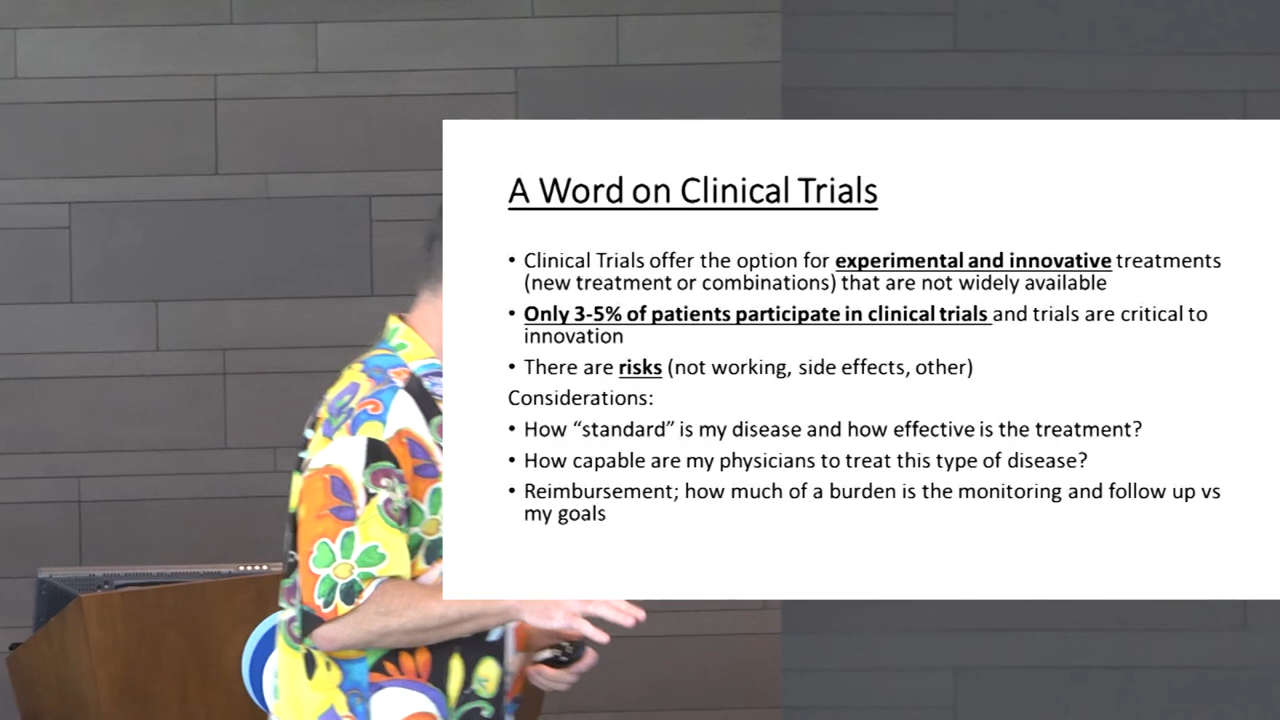 A Word on Clinical Trials
• Clinical Trials offer the option for experimental and innovative treatments
(new treatment or combinations) that are not widely available
• Only 3-5% of patients participate in clinical trials and trials are critical to
innovation
• There are risks (not working, side effects, other)
Considerations:
• How “standard” is my disease and how effective is the treatment?
• How capable are my physicians to treat this type of disease?
• Reimbursement; how much of a burden is the monitoring and follow up vs
my goals